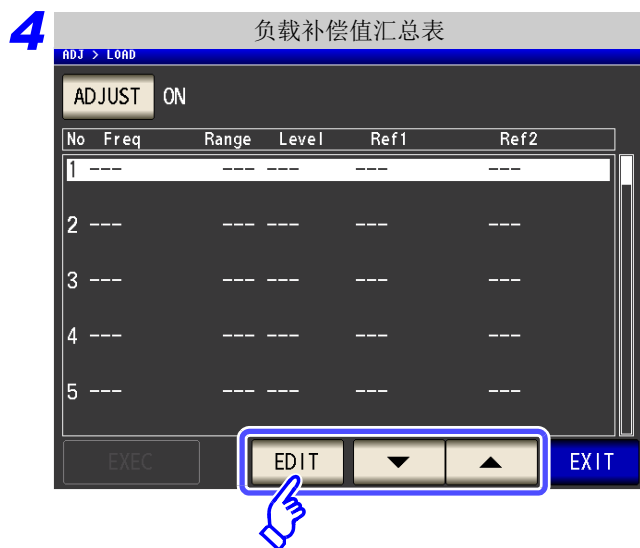 4
负载补偿值汇总表
ADJ > LOAD
ADJUST ON
No Freq Range Level Ref1 Ref2
1 --- --- --- --- ---
2 --- --- --- --- ---
3 --- --- --- --- ---
4 --- --- --- --- ---
5 --- --- --- --- ---
EXEC EDIT ▼ ▲ EXIT